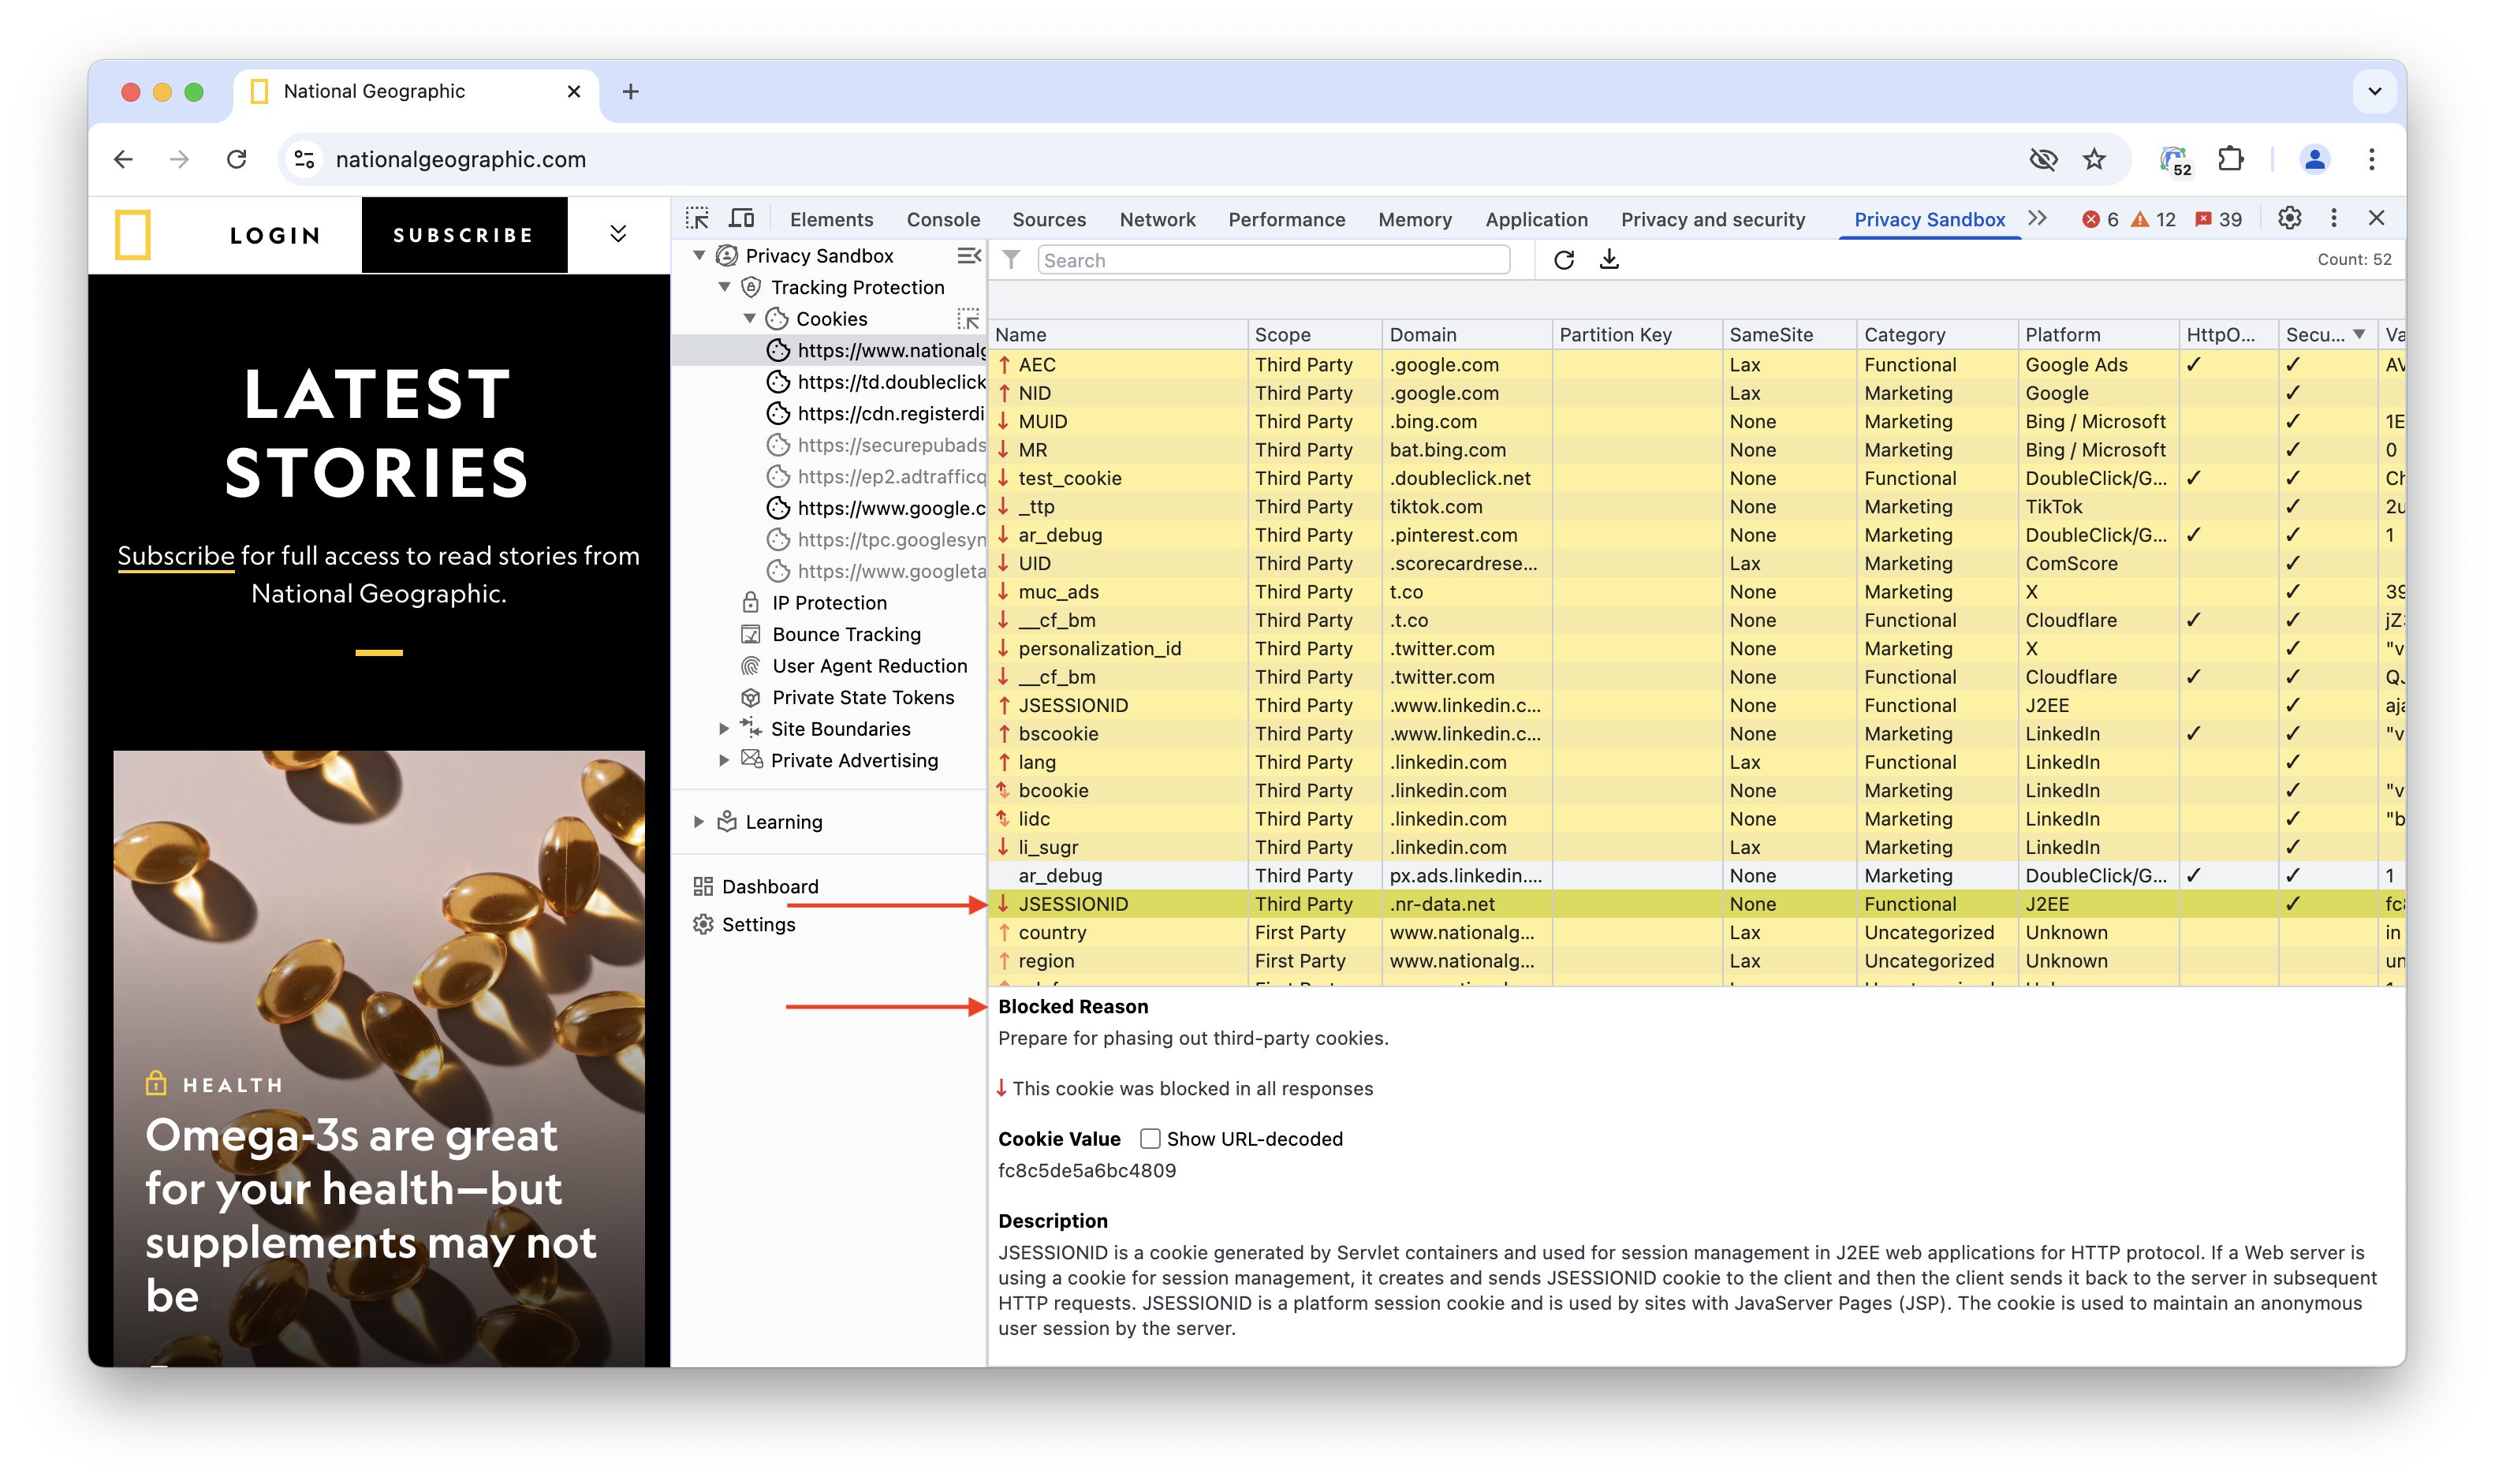 National Geographic
nationalgeographic.com
52
LOGIN
SUBSCRIBE
LATEST
STORIES
Subscribe for full access to read stories from
National Geographic.
HEALTH
Omega-3s are great
for your health—but
supplements may not
be
Elements Console Sources Network Performance Memory Application Privacy and security Privacy Sandbox 6 12 39
Privacy Sandbox
Tracking Protection
Cookies
https://www.national
https://td.doubleclick
https://cdn.registerdi
https://securepubads
https://ep2.adtrafficq
https://www.google.c
https://tpc.googlesyn
https://www.googleta
IP Protection
Bounce Tracking
User Agent Reduction
Private State Tokens
Site Boundaries
Private Advertising
Learning
Dashboard
Settings
Search
Count: 52
Name Scope Domain Partition Key SameSite Category Platform HttpO... Secu... Va
↑ AEC Third Party .google.com Lax Functional Google Ads ✓ ✓ AV
↑ NID Third Party .google.com Lax Marketing Google ✓
↓ MUID Third Party .bing.com None Marketing Bing / Microsoft ✓ 1E
↓ MR Third Party bat.bing.com None Marketing Bing / Microsoft ✓ 0
↓ test_cookie Third Party .doubleclick.net None Functional DoubleClick/G... ✓ ✓ Ch
↓ _ttp Third Party tiktok.com None Marketing TikTok ✓ 2u
↓ ar_debug Third Party .pinterest.com None Marketing DoubleClick/G... ✓ ✓ 1
↓ UID Third Party .scorecardrese... Lax Marketing ComScore ✓
↓ muc_ads Third Party t.co None Marketing X ✓ 39
↓ __cf_bm Third Party .t.co None Functional Cloudflare ✓ ✓ jZ
↓ personalization_id Third Party .twitter.com None Marketing X ✓ "v
↓ __cf_bm Third Party .twitter.com None Functional Cloudflare ✓ ✓ QJ
↑ JSESSIONID Third Party .www.linkedin.c... None Functional J2EE ✓ aja
↑ bscookie Third Party .www.linkedin.c... None Marketing LinkedIn ✓ ✓ "v
↑ lang Third Party .linkedin.com Lax Functional LinkedIn ✓
bcookie Third Party .linkedin.com None Marketing LinkedIn ✓ "v
lidc Third Party .linkedin.com None Marketing LinkedIn ✓ "b
↓ li_sugr Third Party .linkedin.com Lax Marketing LinkedIn ✓
ar_debug Third Party px.ads.linkedin.... None Marketing DoubleClick/G... ✓ ✓ 1
↓ JSESSIONID Third Party .nr-data.net None Functional J2EE ✓ fc8
↑ country First Party www.nationalg... Lax Uncategorized Unknown in
↑ region First Party www.nationalg... Lax Uncategorized Unknown un
Blocked Reason
Prepare for phasing out third-party cookies.
↓ This cookie was blocked in all responses
Cookie Value Show URL-decoded
fc8c5de5a6bc4809
Description
JSESSIONID is a cookie generated by Servlet containers and used for session management in J2EE web applications for HTTP protocol. If a Web server is
using a cookie for session management, it creates and sends JSESSIONID cookie to the client and then the client sends it back to the server in subsequent
HTTP requests. JSESSIONID is a platform session cookie and is used by sites with JavaServer Pages (JSP). The cookie is used to maintain an anonymous
user session by the server.